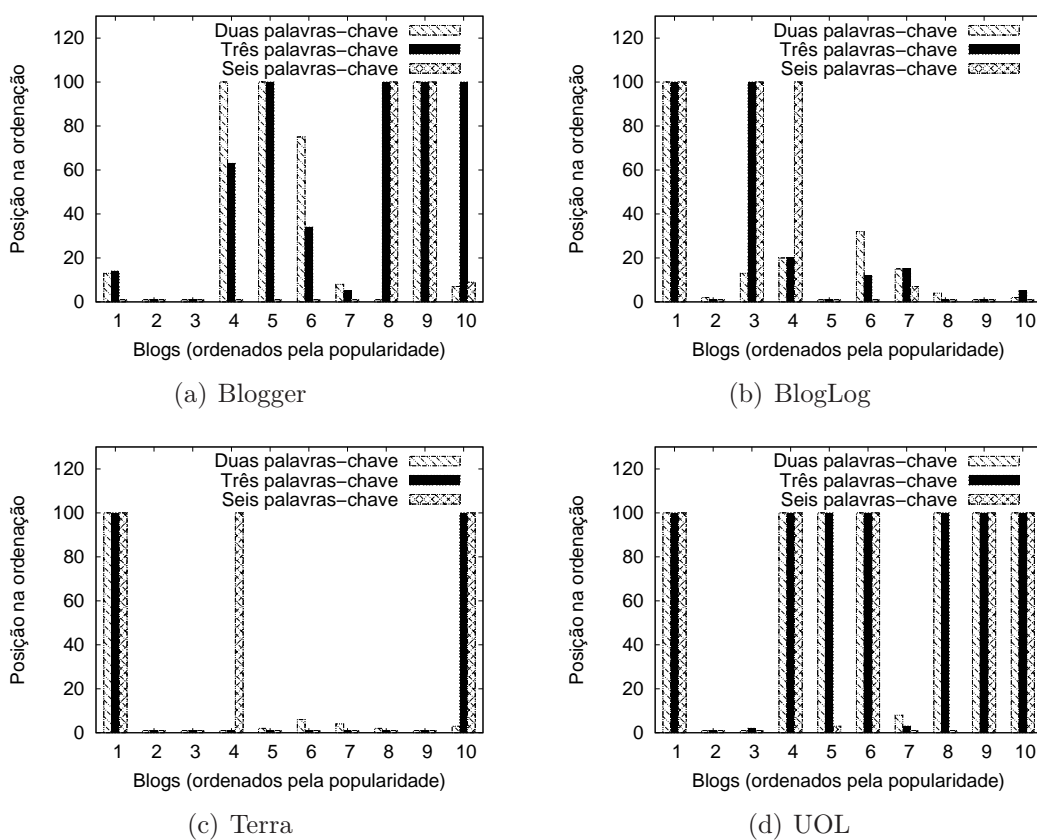 120
100
80
60
40
20
0
Posição na ordenação
Duas palavras-chave
Três palavras-chave
Seis palavras-chave
1 2 3 4 5 6 7 8 9 10
Blogs (ordenados pela popularidade)
(a) Blogger
120
100
80
60
40
20
0
Posição na ordenação
Duas palavras-chave
Três palavras-chave
Seis palavras-chave
1 2 3 4 5 6 7 8 9 10
Blogs (ordenados pela popularidade)
(b) BlogLog
120
100
80
60
40
20
0
Posição na ordenação
Duas palavras-chave
Três palavras-chave
Seis palavras-chave
1 2 3 4 5 6 7 8 9 10
Blogs (ordenados pela popularidade)
(c) Terra
120
100
80
60
40
20
0
Posição na ordenação
Duas palavras-chave
Três palavras-chave
Seis palavras-chave
1 2 3 4 5 6 7 8 9 10
Blogs (ordenados pela popularidade)
(d) UOL